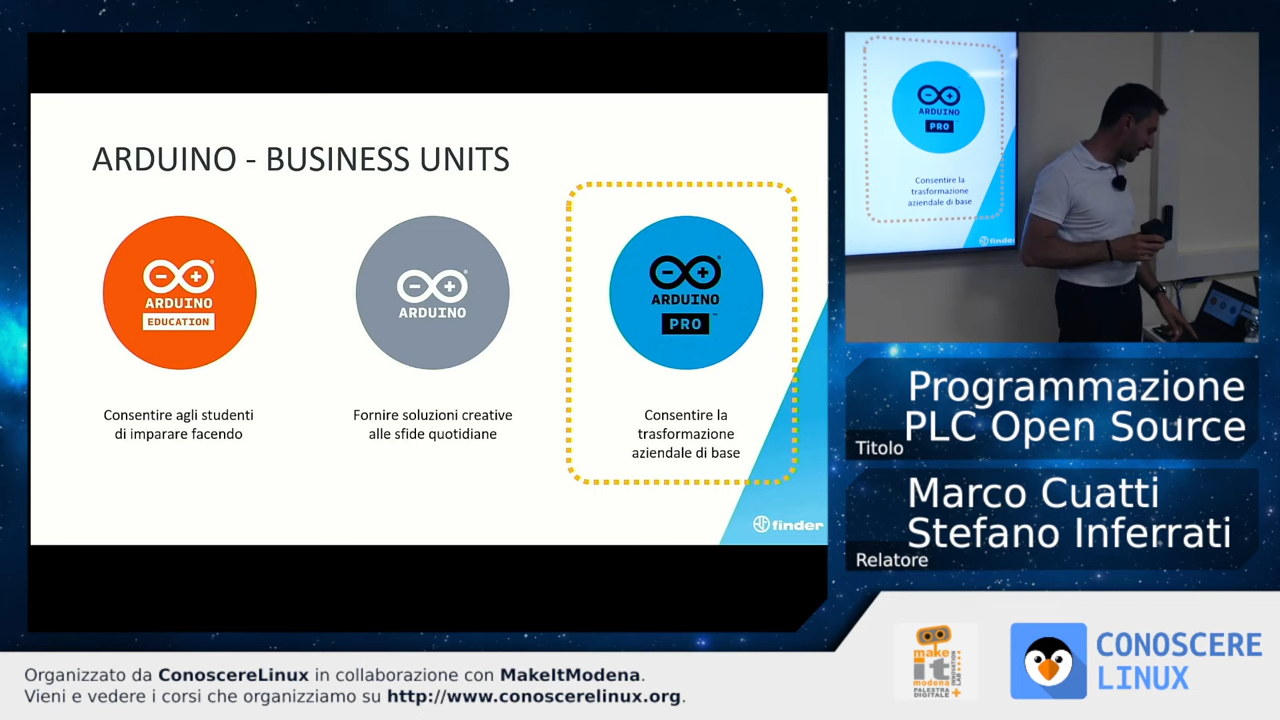 ARDUINO - BUSINESS UNITS
ARDUINO
EDUCATION
ARDUINO
ARDUINO
PRO
Consentire agli studenti
di imparare facendo
Fornire soluzioni creative
alle sfide quotidiane
Consentire la
trasformazione
aziendale di base
finder
ARDUINO
PRO
Consentire la
trasformazione
aziendale di base
finder
Programmazione
PLC Open Source
Titolo
Marco Cuatti
Stefano Inferrati
Relatore
make
it
modena
PALESTRA
DIGITALE
INNOVATION
LAB
CONOSCERE
LINUX
Organizzato da ConoscereLinux in collaborazione con MakeItModena.
Vieni e vedere i corsi che organizziamo su http://www.conoscerelinux.org.